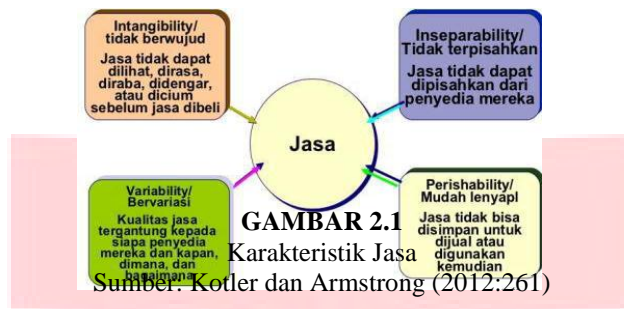 Intangibility/
tidak berwujud
Jasa tidak dapat
dilihat, dirasa,
diraba, didengar,
atau dicium
sebelum jasa dibeli
Inseparability/
Tidak terpisahkan
Jasa tidak dapat
dipisahkan dari
penyedia mereka
Jasa
Variability/
Bervariasi
Kualitas jasa
tergantung kepada
siapa penyedia
mereka dan kapan,
dimana, dan
bagaimana
Perishability/
Mudah lenyapl
Jasa tidak bisa
disimpan untuk
dijual atau
digunakan
kemudian
GAMBAR 2.1
Karakteristik Jasa
Sumber: Kotler dan Armstrong (2012:261)